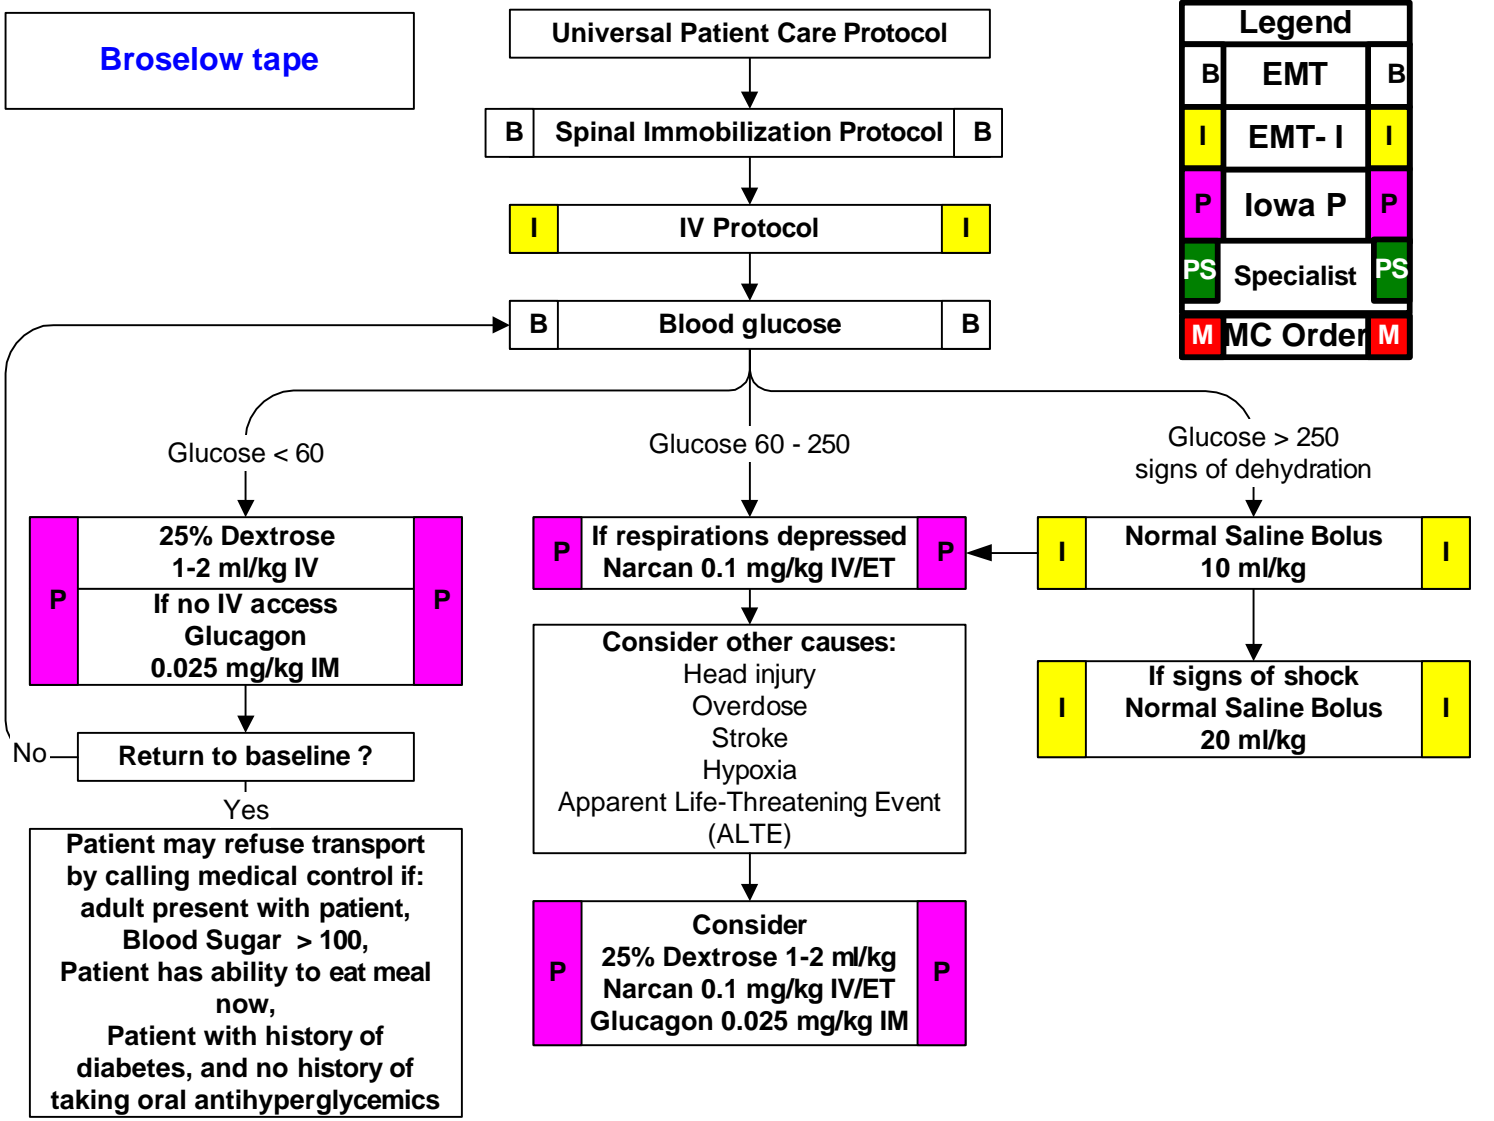 Broselow tape
Universal Patient Care Protocol
B Spinal Immobilization Protocol B
I IV Protocol I
B Blood glucose B
Legend
B EMT B
I EMT- I I
P Iowa P P
PS Specialist PS
M MC Order M
Glucose < 60
P P
25% Dextrose
1-2 ml/kg IV
If no IV access
Glucagon
0.025 mg/kg IM
Return to baseline ?
No
Yes
Patient may refuse transport
by calling medical control if:
adult present with patient,
Blood Sugar > 100,
Patient has ability to eat meal
now,
Patient with history of
diabetes, and no history of
taking oral antihyperglycemics
Glucose 60 - 250
P P
If respirations depressed
Narcan 0.1 mg/kg IV/ET
Consider other causes:
Head injury
Overdose
Stroke
Hypoxia
Apparent Life-Threatening Event
(ALTE)
P P
Consider
25% Dextrose 1-2 ml/kg
Narcan 0.1 mg/kg IV/ET
Glucagon 0.025 mg/kg IM
Glucose > 250
signs of dehydration
I I
Normal Saline Bolus
10 ml/kg
I I
If signs of shock
Normal Saline Bolus
20 ml/kg